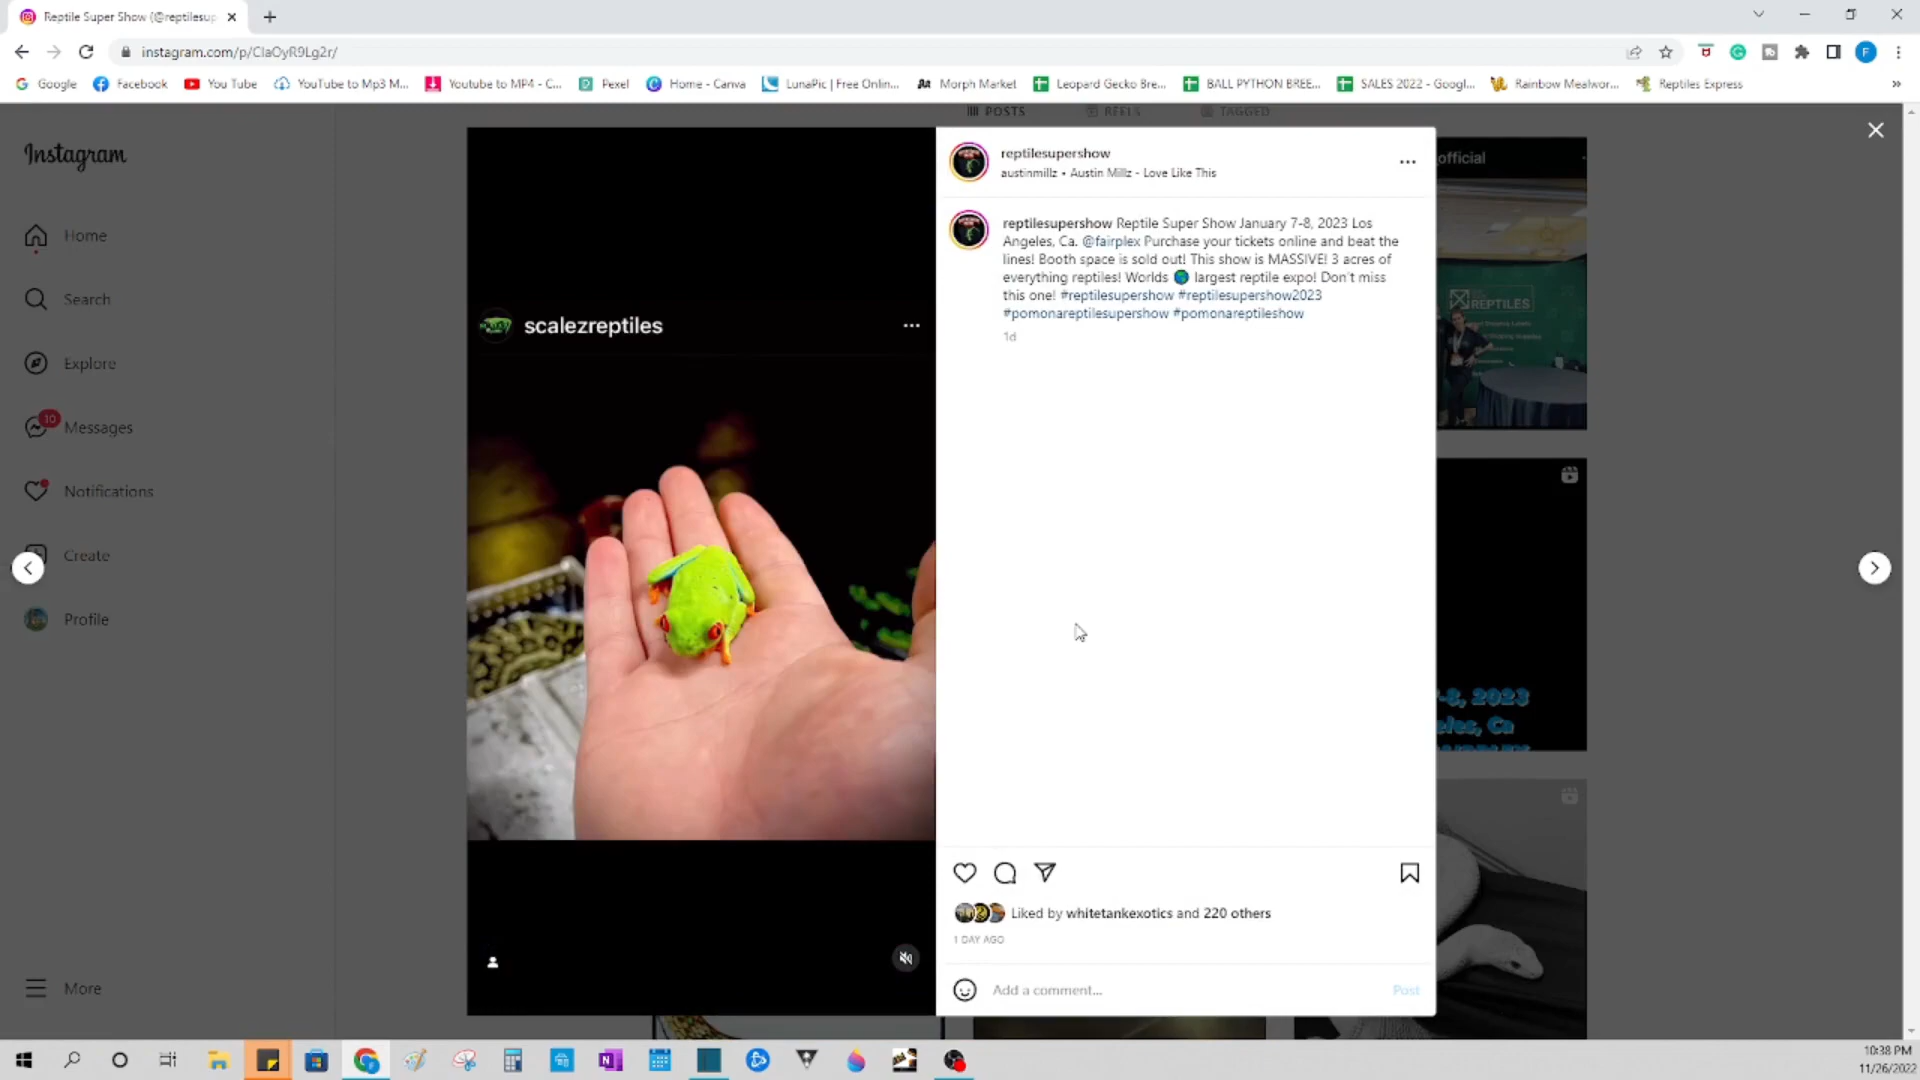 Reptile Super Show (@reptilesup
instagram.com/p/ClaOyR9Lg2r/
Google
Facebook
You Tube
YouTube to Mp3 M...
Youtube to MP4 - C...
Pexel
Home - Canva
LunaPic | Free Onlin...
Morph Market
Leopard Gecko Bre...
BALL PYTHON BREE...
SALES 2022 - Googl...
Rainbow Mealwor...
Reptiles Express
F
POSTS
REELS
TAGGED
Instagram
Home
Search
Explore
10
Messages
Notifications
Create
Profile
More
scalezreptiles
reptilesupershow
austinmillz • Austin Millz - Love Like This
reptilesupershow Reptile Super Show January 7-8, 2023 Los
Angeles, Ca. @fairplex Purchase your tickets online and beat the
lines! Booth space is sold out! This show is MASSIVE! 3 acres of
everything reptiles! Worlds 🌎 largest reptile expo! Don't miss
this one! #reptilesupershow #reptilesupershow2023
#pomonareptilesupershow #pomonareptileshow
1d
Liked by whitetankexotics and 220 others
1 DAY AGO
Add a comment...
Post
official
REPTILES
-8, 2023
eles, Ca
10:38 PM
11/26/2022